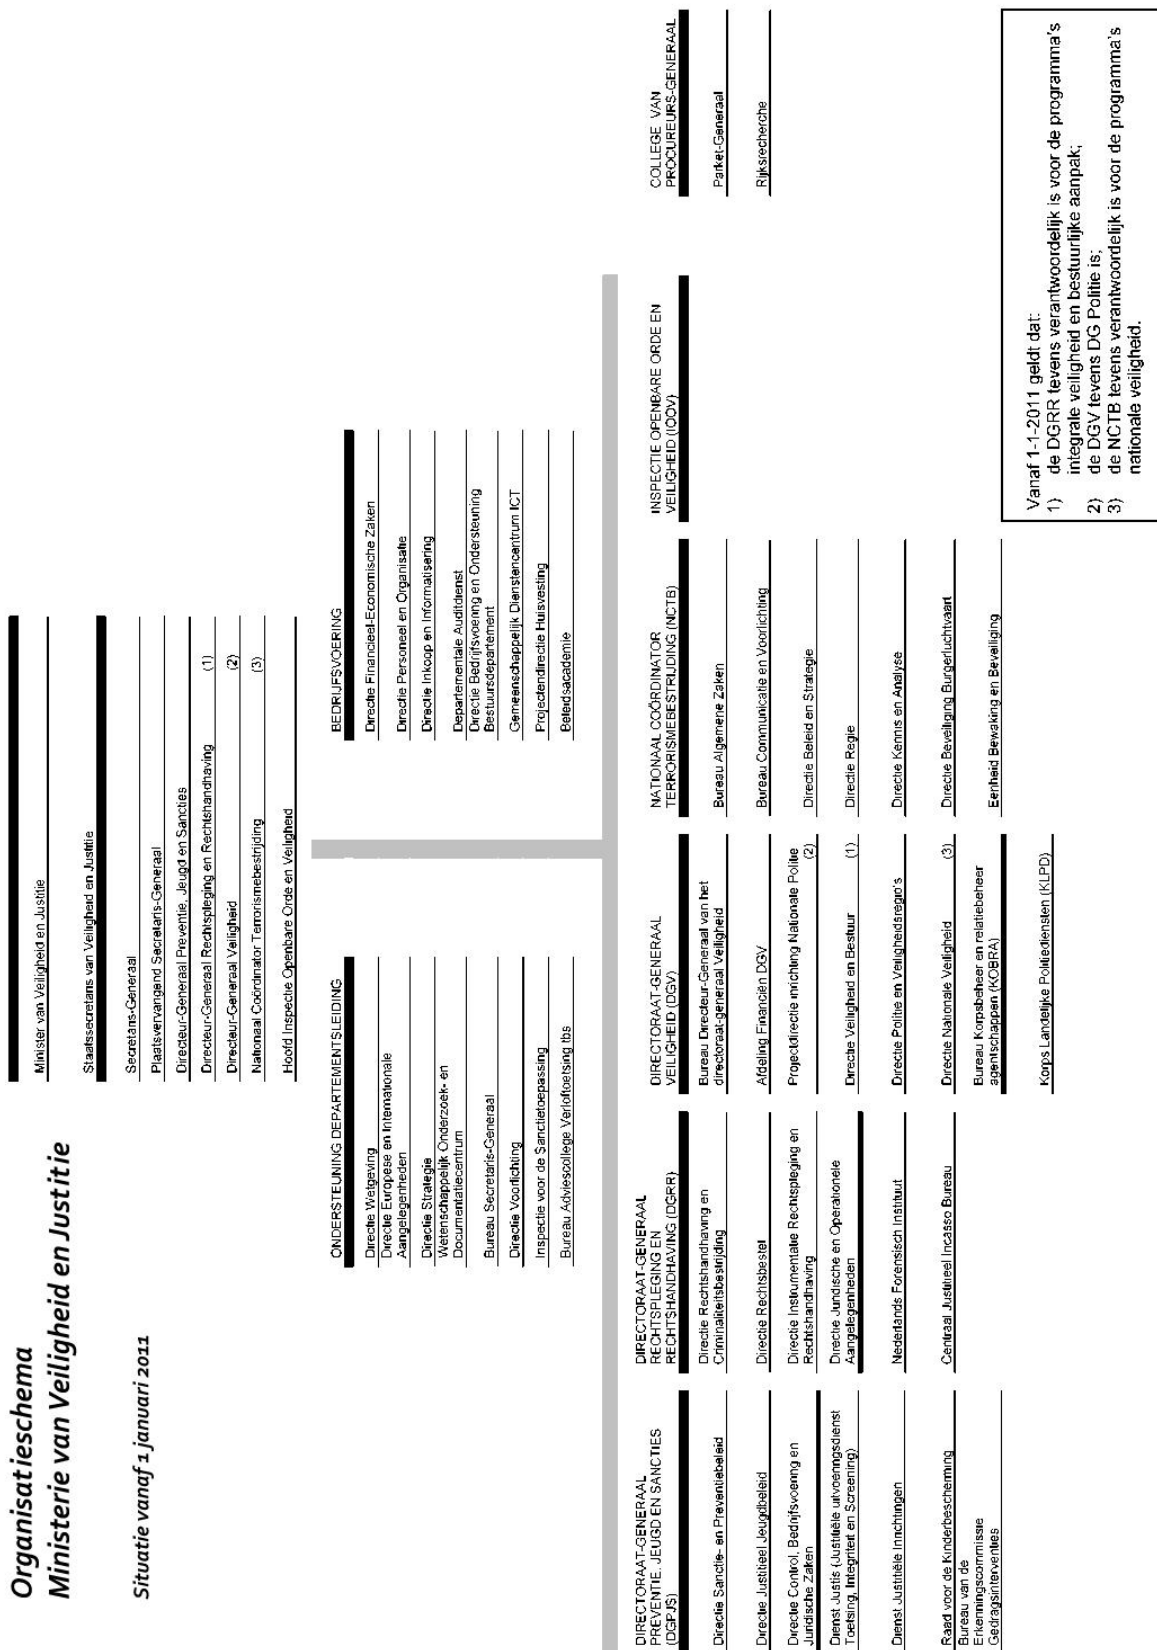 Organisatieschema
Ministerie van Veiligheid en Justitie
Situatie vanaf 1 januari 2011
Minister van Veiligheid en Justitie
Staatssecretaris van Veiligheid en Justitie
Secretaris-Generaal
Plaatsvervangend Secretaris-Generaal
Directeur-Generaal Preventie, Jeugd en Sancties
Directeur-Generaal Rechtspleging en Rechtshandhaving (1)
Directeur-Generaal Veiligheid (2)
Nationaal Coördinator Terrorismebestrijding (3)
Hoofd Inspectie Openbare Orde en Veiligheid
ONDERSTEUNING DEPARTEMENTSLEIDING
Directie Wetgeving
Directie Europese en Internationale
Aangelegenheden
Directie Strategie
Wetenschappelijk Onderzoek- en
Documentatiecentrum
Bureau Secretaris-Generaal
Directie Voorlichting
Inspectie voor de Sanctietoepassing
Bureau Adviescollege Verloftoetsing tbs
BEDRIJFSVOERING
Directie Financieel-Economische Zaken
Directie Personeel en Organisatie
Directie Inkoop en Informatisering
Departementale Auditdienst
Directie Bedrijfsvoering en Ondersteuning
Bestuursdepartement
Gemeenschappelijk Dienstencentrum ICT
Projectendirectie Huisvesting
Beleidsacademie
DIRECTORAAT-GENERAAL
PREVENTIE, JEUGD EN SANCTIES
(DGPJS)
Directie Sanctie- en Preventiebeleid
Directie Justitieel Jeugdbeleid
Directie Control, Bedrijfsvoering en
Juridische Zaken
Dienst Justis (Justitiële uitvoeringsdienst
Toetsing, Integriteit en Screening)
Dienst Justitiële Inrichtingen
Raad voor de Kinderbescherming
Bureau van de
Erkenningscommissie
Gedragsinterventies
DIRECTORAAT-GENERAAL
RECHTSPLEGING EN
RECHTSHANDHAVING (DGRR)
Directie Rechtshandhaving en
Criminaliteitsbestrijding
Directie Rechtsbestel
Directie Instrumentatie Rechtspleging en
Rechtshandhaving
Directie Juridische en Operationele
Aangelegenheden
Nederlands Forensisch Instituut
Centraal Justitieel Incasso Bureau
DIRECTORAAT-GENERAAL
VEILIGHEID (DGV)
Bureau Directeur-Generaal van het
directoraat-generaal Veiligheid
Afdeling Financiën DGV
Projectdirectie inrichting Nationale Politie
(2)
Directie Veiligheid en Bestuur (1)
Directie Politie en Veiligheidsregio's
Directie Nationale Veiligheid (3)
Bureau Korpsbeheer en relatiebeheer
agentschappen (KOBRA)
Korps Landelijke Politiediensten (KLPD)
NATIONAAL COÖRDINATOR
TERRORISMEBESTRIJDING (NCTB)
Bureau Algemene Zaken
Bureau Communicatie en Voorlichting
Directie Beleid en Strategie
Directie Regie
Directie Kennis en Analyse
Directie Beveiliging Burgerluchtvaart
Eenheid Bewaking en Beveiliging
INSPECTIE OPENBARE ORDE EN
VEILIGHEID (IOOV)
COLLEGE VAN
PROCUREURS-GENERAAL
Parket-Generaal
Rijksrecherche
Vanaf 1-1-2011 geldt dat:
1) de DGRR tevens verantwoordelijk is voor de programma's
integrale veiligheid en bestuurlijke aanpak;
2) de DGV tevens DG Politie is;
3) de NCTB tevens verantwoordelijk is voor de programma's
nationale veiligheid.